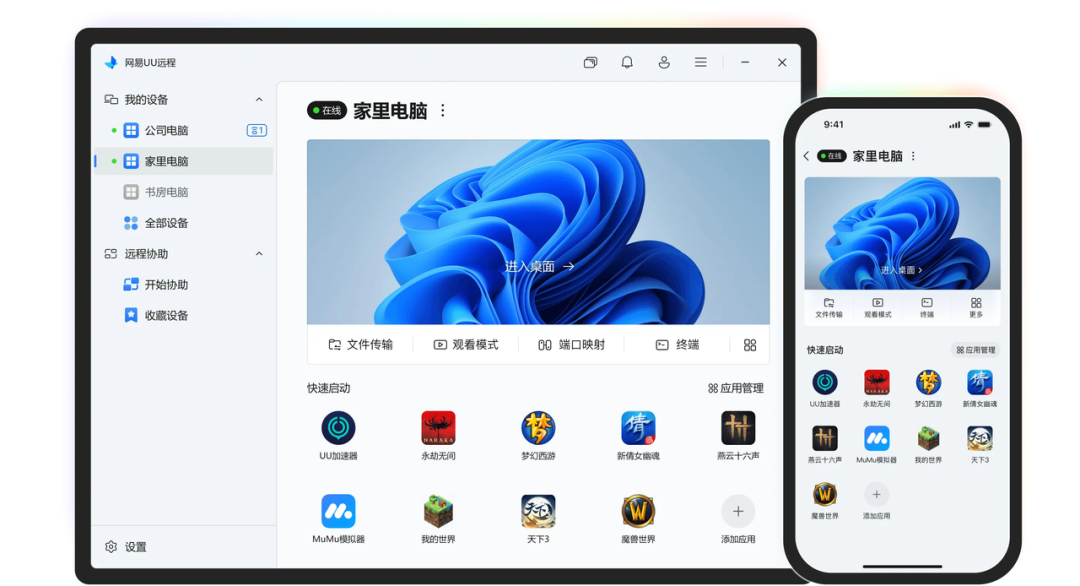 网易UU远程
我的设备
公司电脑
1
家里电脑
书房电脑
全部设备
远程协助
开始协助
收藏设备
设置
在线 家里电脑
进入桌面 →
文件传输 观看模式 端口映射 终端
快速启动 应用管理
UU加速器 永劫无间 梦幻西游 新倩女幽魂 燕云十六声
MuMu模拟器 我的世界 天下3 魔兽世界 添加应用
NARAKA
梦
倩
天下
W
9:41
在线 家里电脑
进入桌面 >
文件传输 观看模式 终端 更多
快速启动 应用管理
UU加速器 永劫无间 梦幻西游 新倩女幽魂
燕云十六声 MuMu模拟器 我的世界 天下3
魔兽世界 添加应用